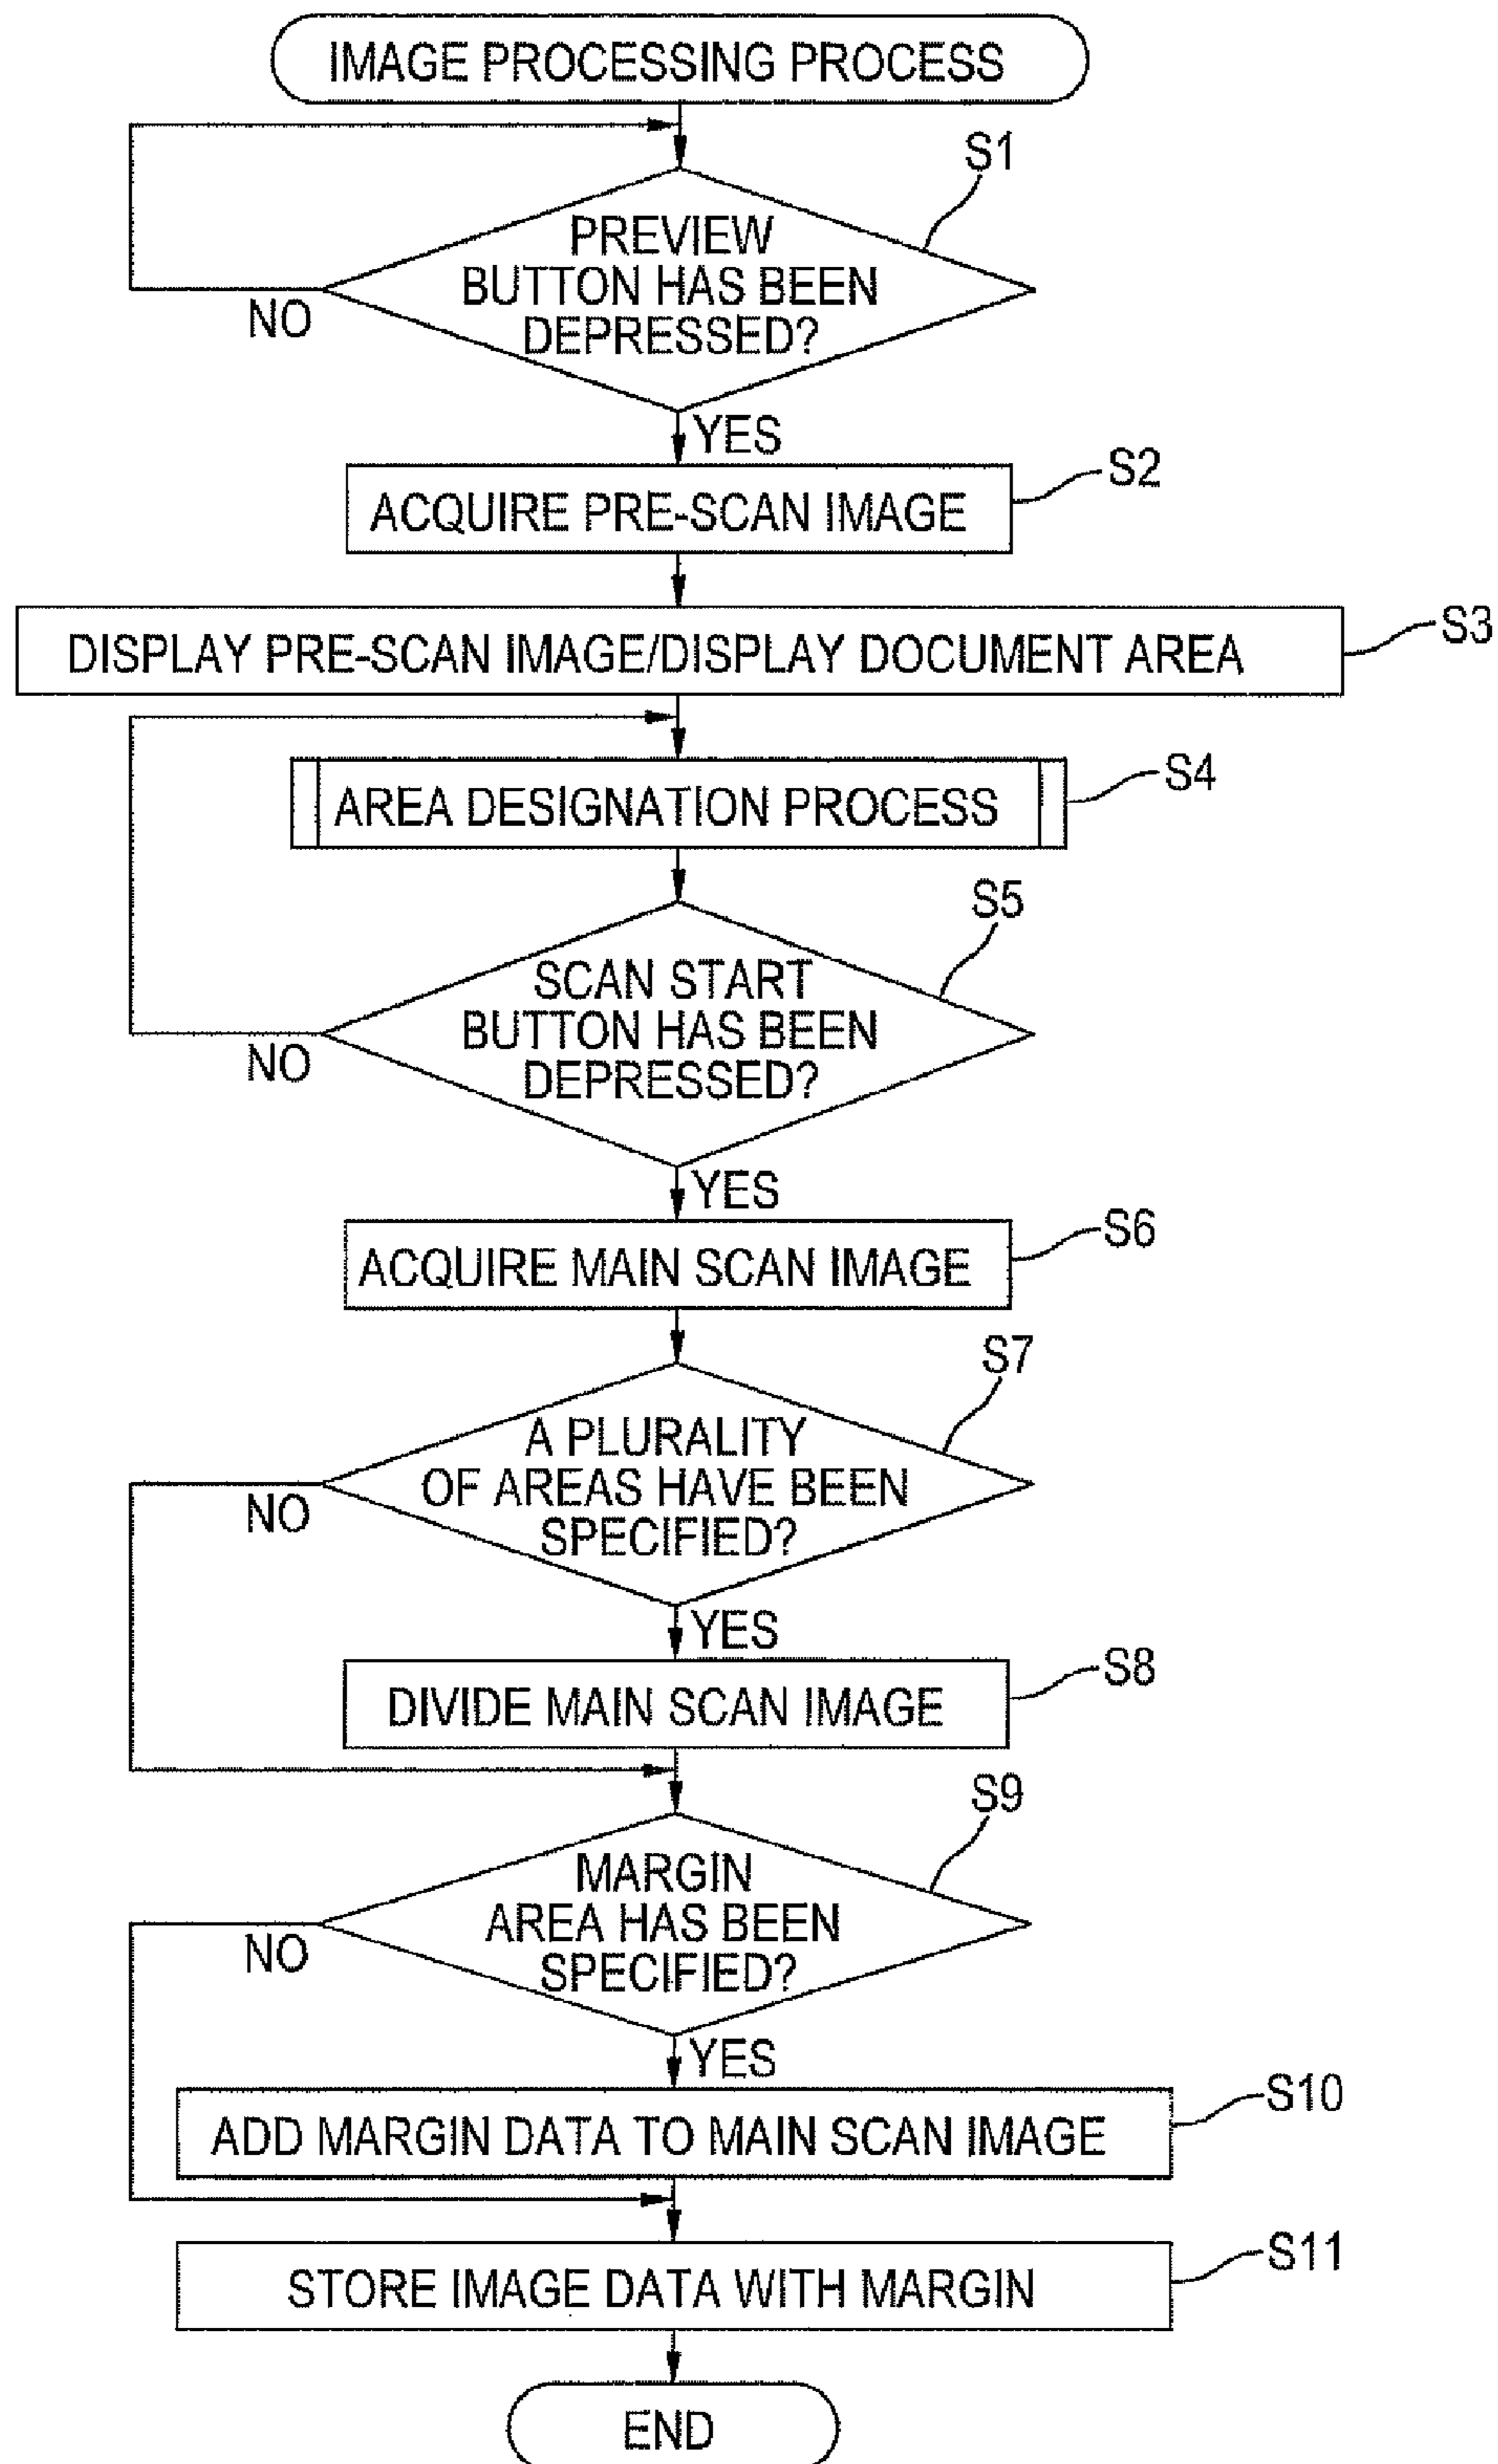 IMAGE PROCESSING PROCESS
S1
PREVIEW
BUTTON HAS BEEN
DEPRESSED?
NO
YES
S2
ACQUIRE PRE-SCAN IMAGE
S3
DISPLAY PRE-SCAN IMAGE/DISPLAY DOCUMENT AREA
S4
AREA DESIGNATION PROCESS
S5
SCAN START
BUTTON HAS BEEN
DEPRESSED?
NO
YES
S6
ACQUIRE MAIN SCAN IMAGE
S7
A PLURALITY
OF AREAS HAVE BEEN
SPECIFIED?
NO
YES
S8
DIVIDE MAIN SCAN IMAGE
S9
MARGIN
AREA HAS BEEN
SPECIFIED?
NO
YES
S10
ADD MARGIN DATA TO MAIN SCAN IMAGE
S11
STORE IMAGE DATA WITH MARGIN
END